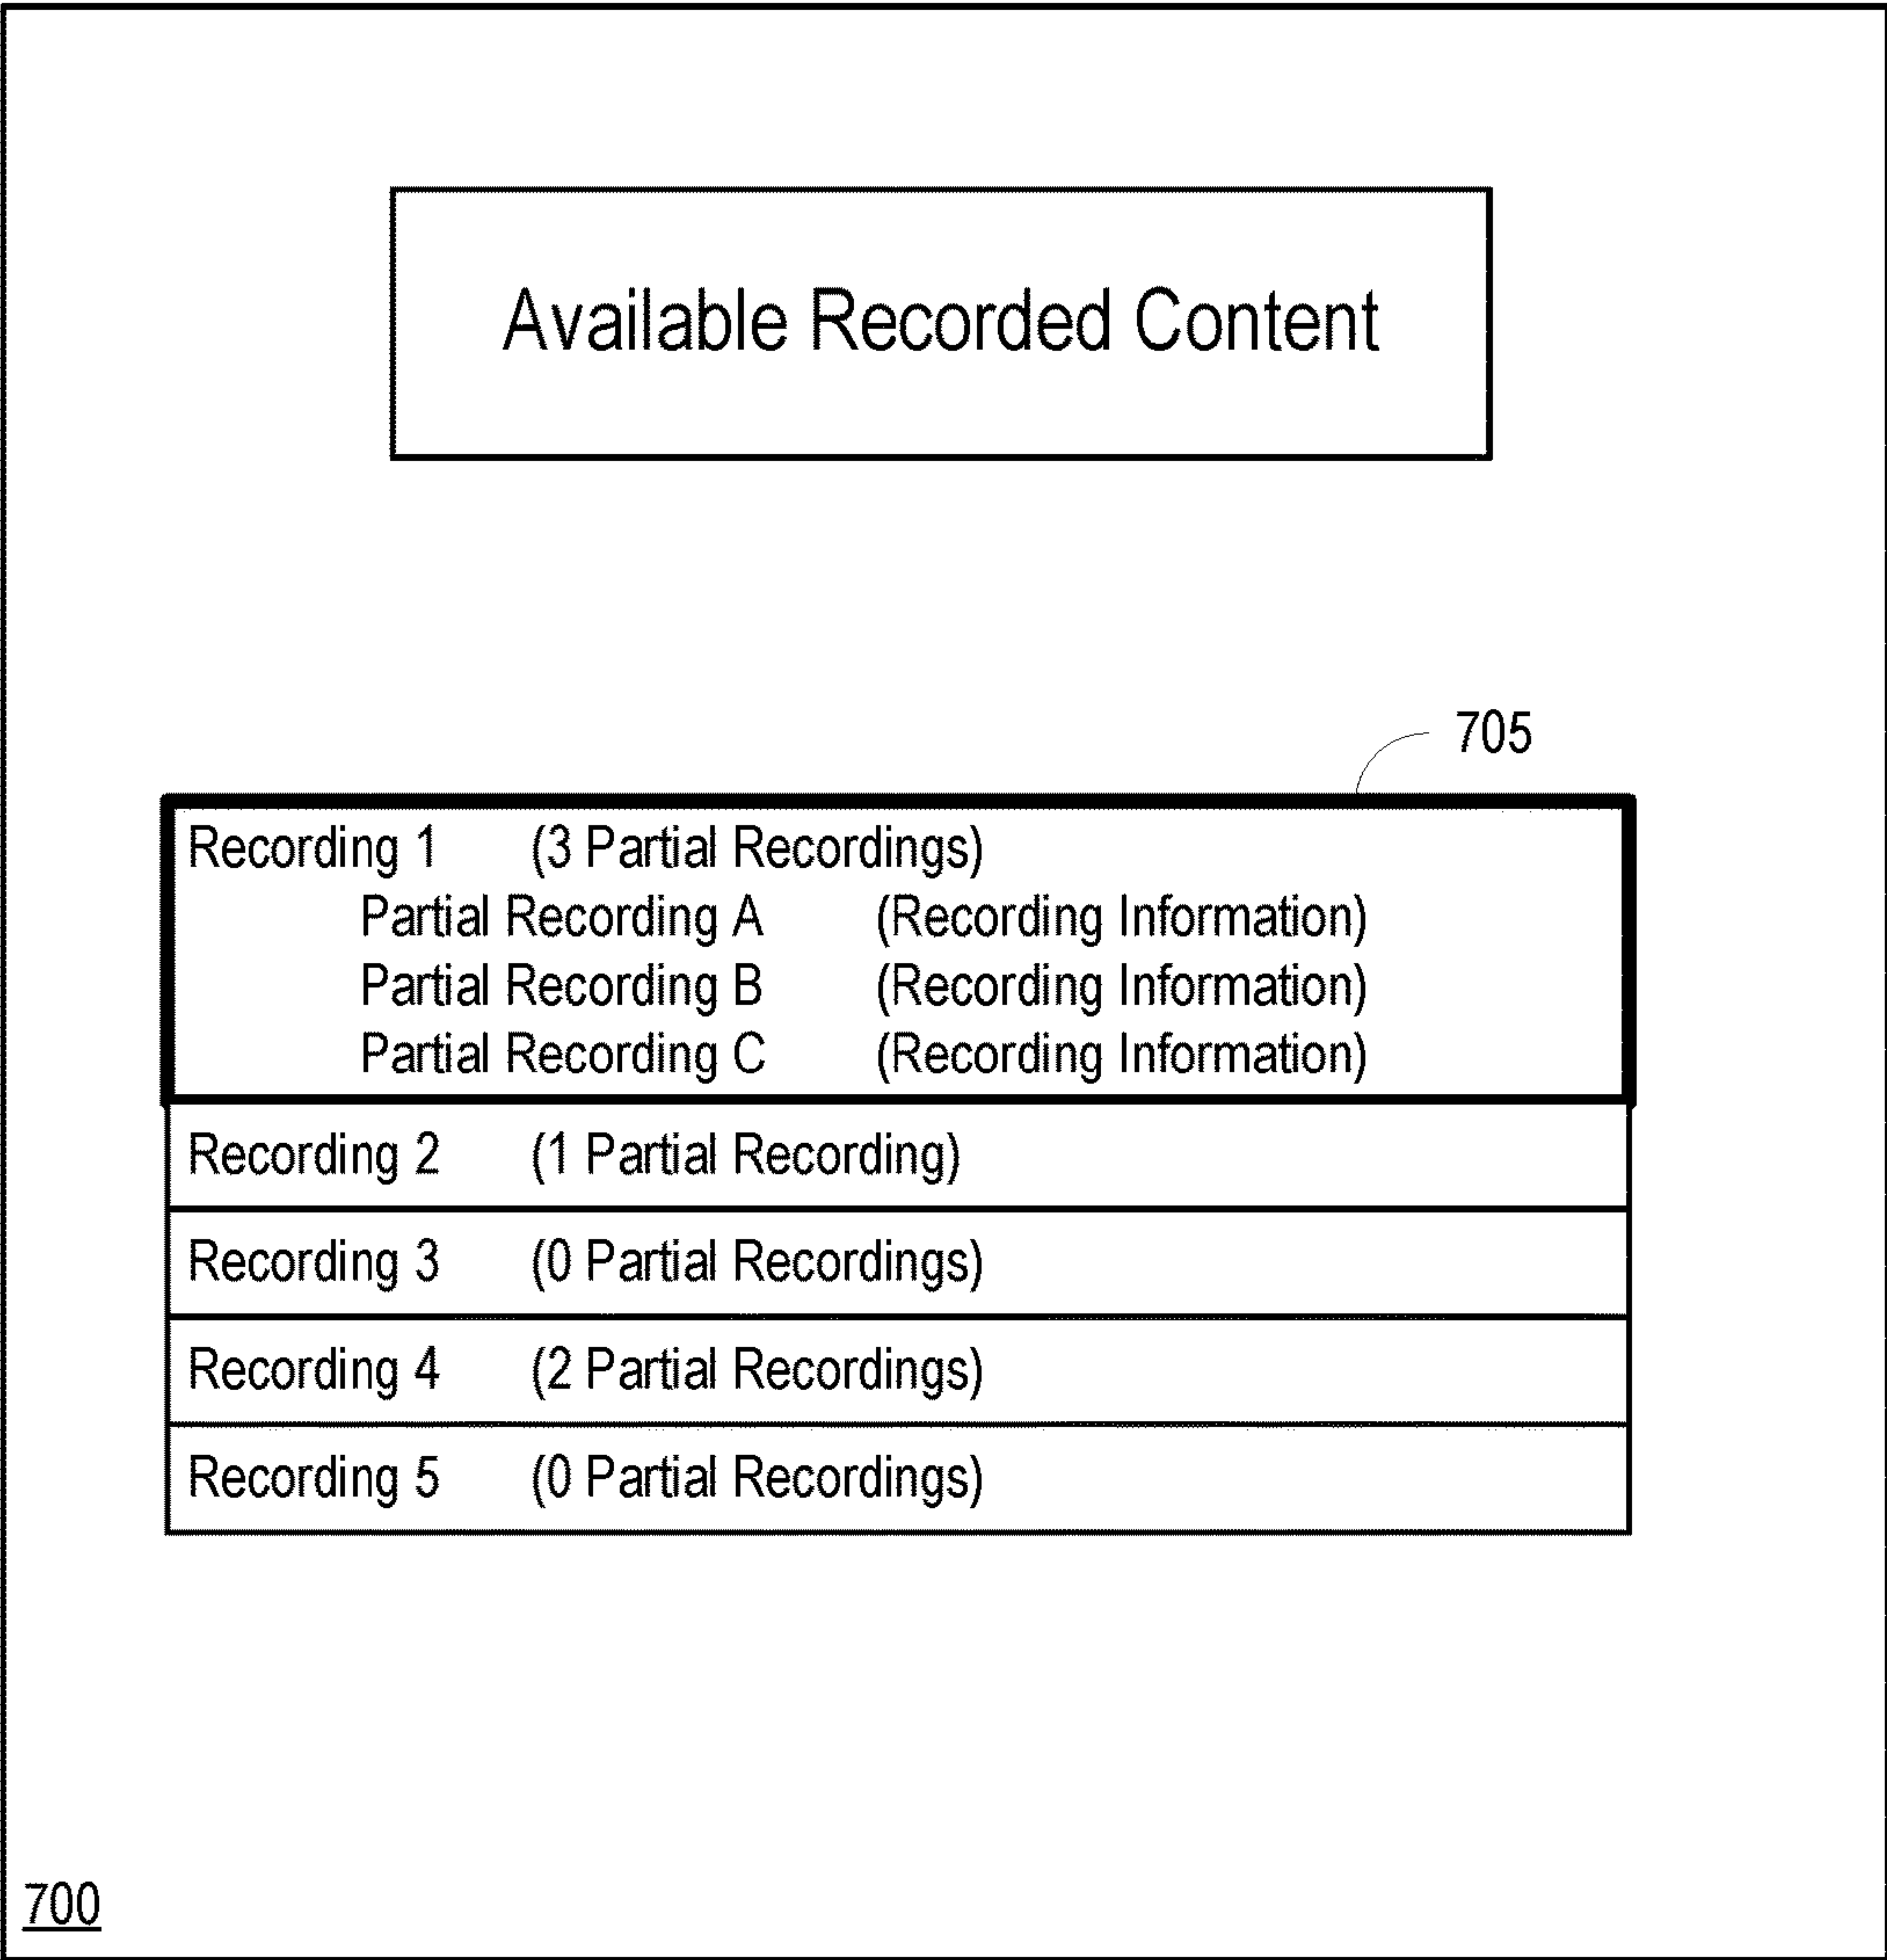 Available Recorded Content
705
Recording 1 (3 Partial Recordings)
Partial Recording A (Recording Information)
Partial Recording B (Recording Information)
Partial Recording C (Recording Information)
Recording 2 (1 Partial Recording)
Recording 3 (0 Partial Recordings)
Recording 4 (2 Partial Recordings)
Recording 5 (0 Partial Recordings)
700